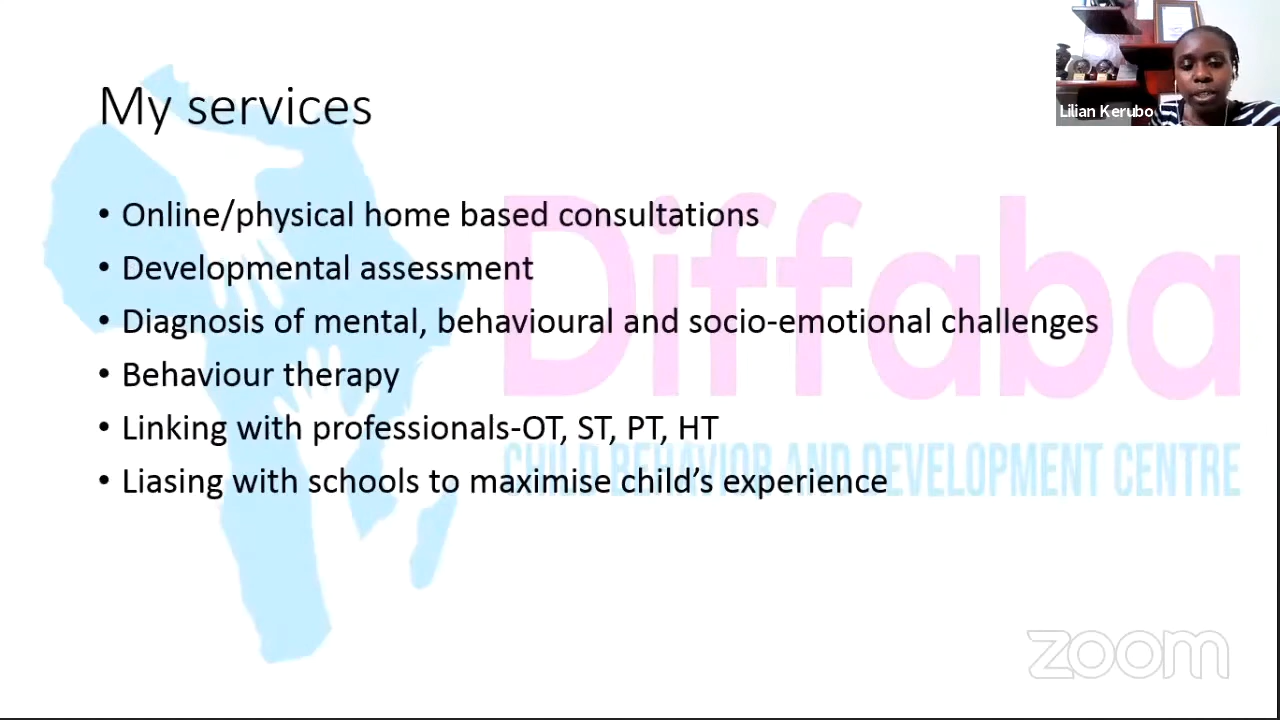 My services
Lilian Kerubo
• Online/physical home based consultations
• Developmental assessment
• Diagnosis of mental, behavioural and socio-emotional challenges
• Behaviour therapy
• Linking with professionals-OT, ST, PT, HT
• Liasing with schools to maximise child’s experience
Diffaba
CHILD BEHAVIOR AND DEVELOPMENT CENTRE
zoom